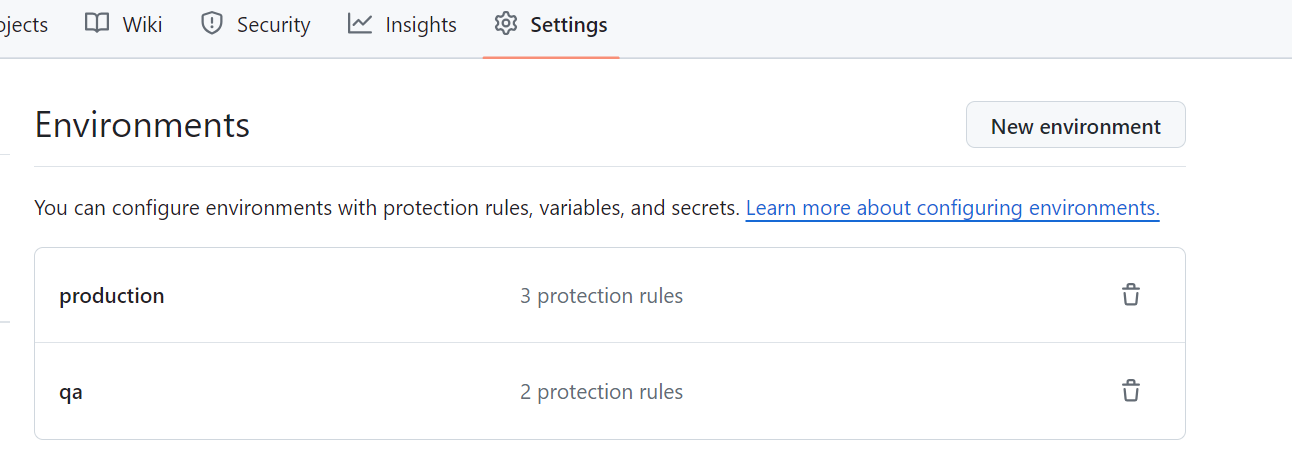 Wiki Security Insights Settings
Environments
New environment
You can configure environments with protection rules, variables, and secrets. Learn more about configuring environments.
production 3 protection rules
qa 2 protection rules